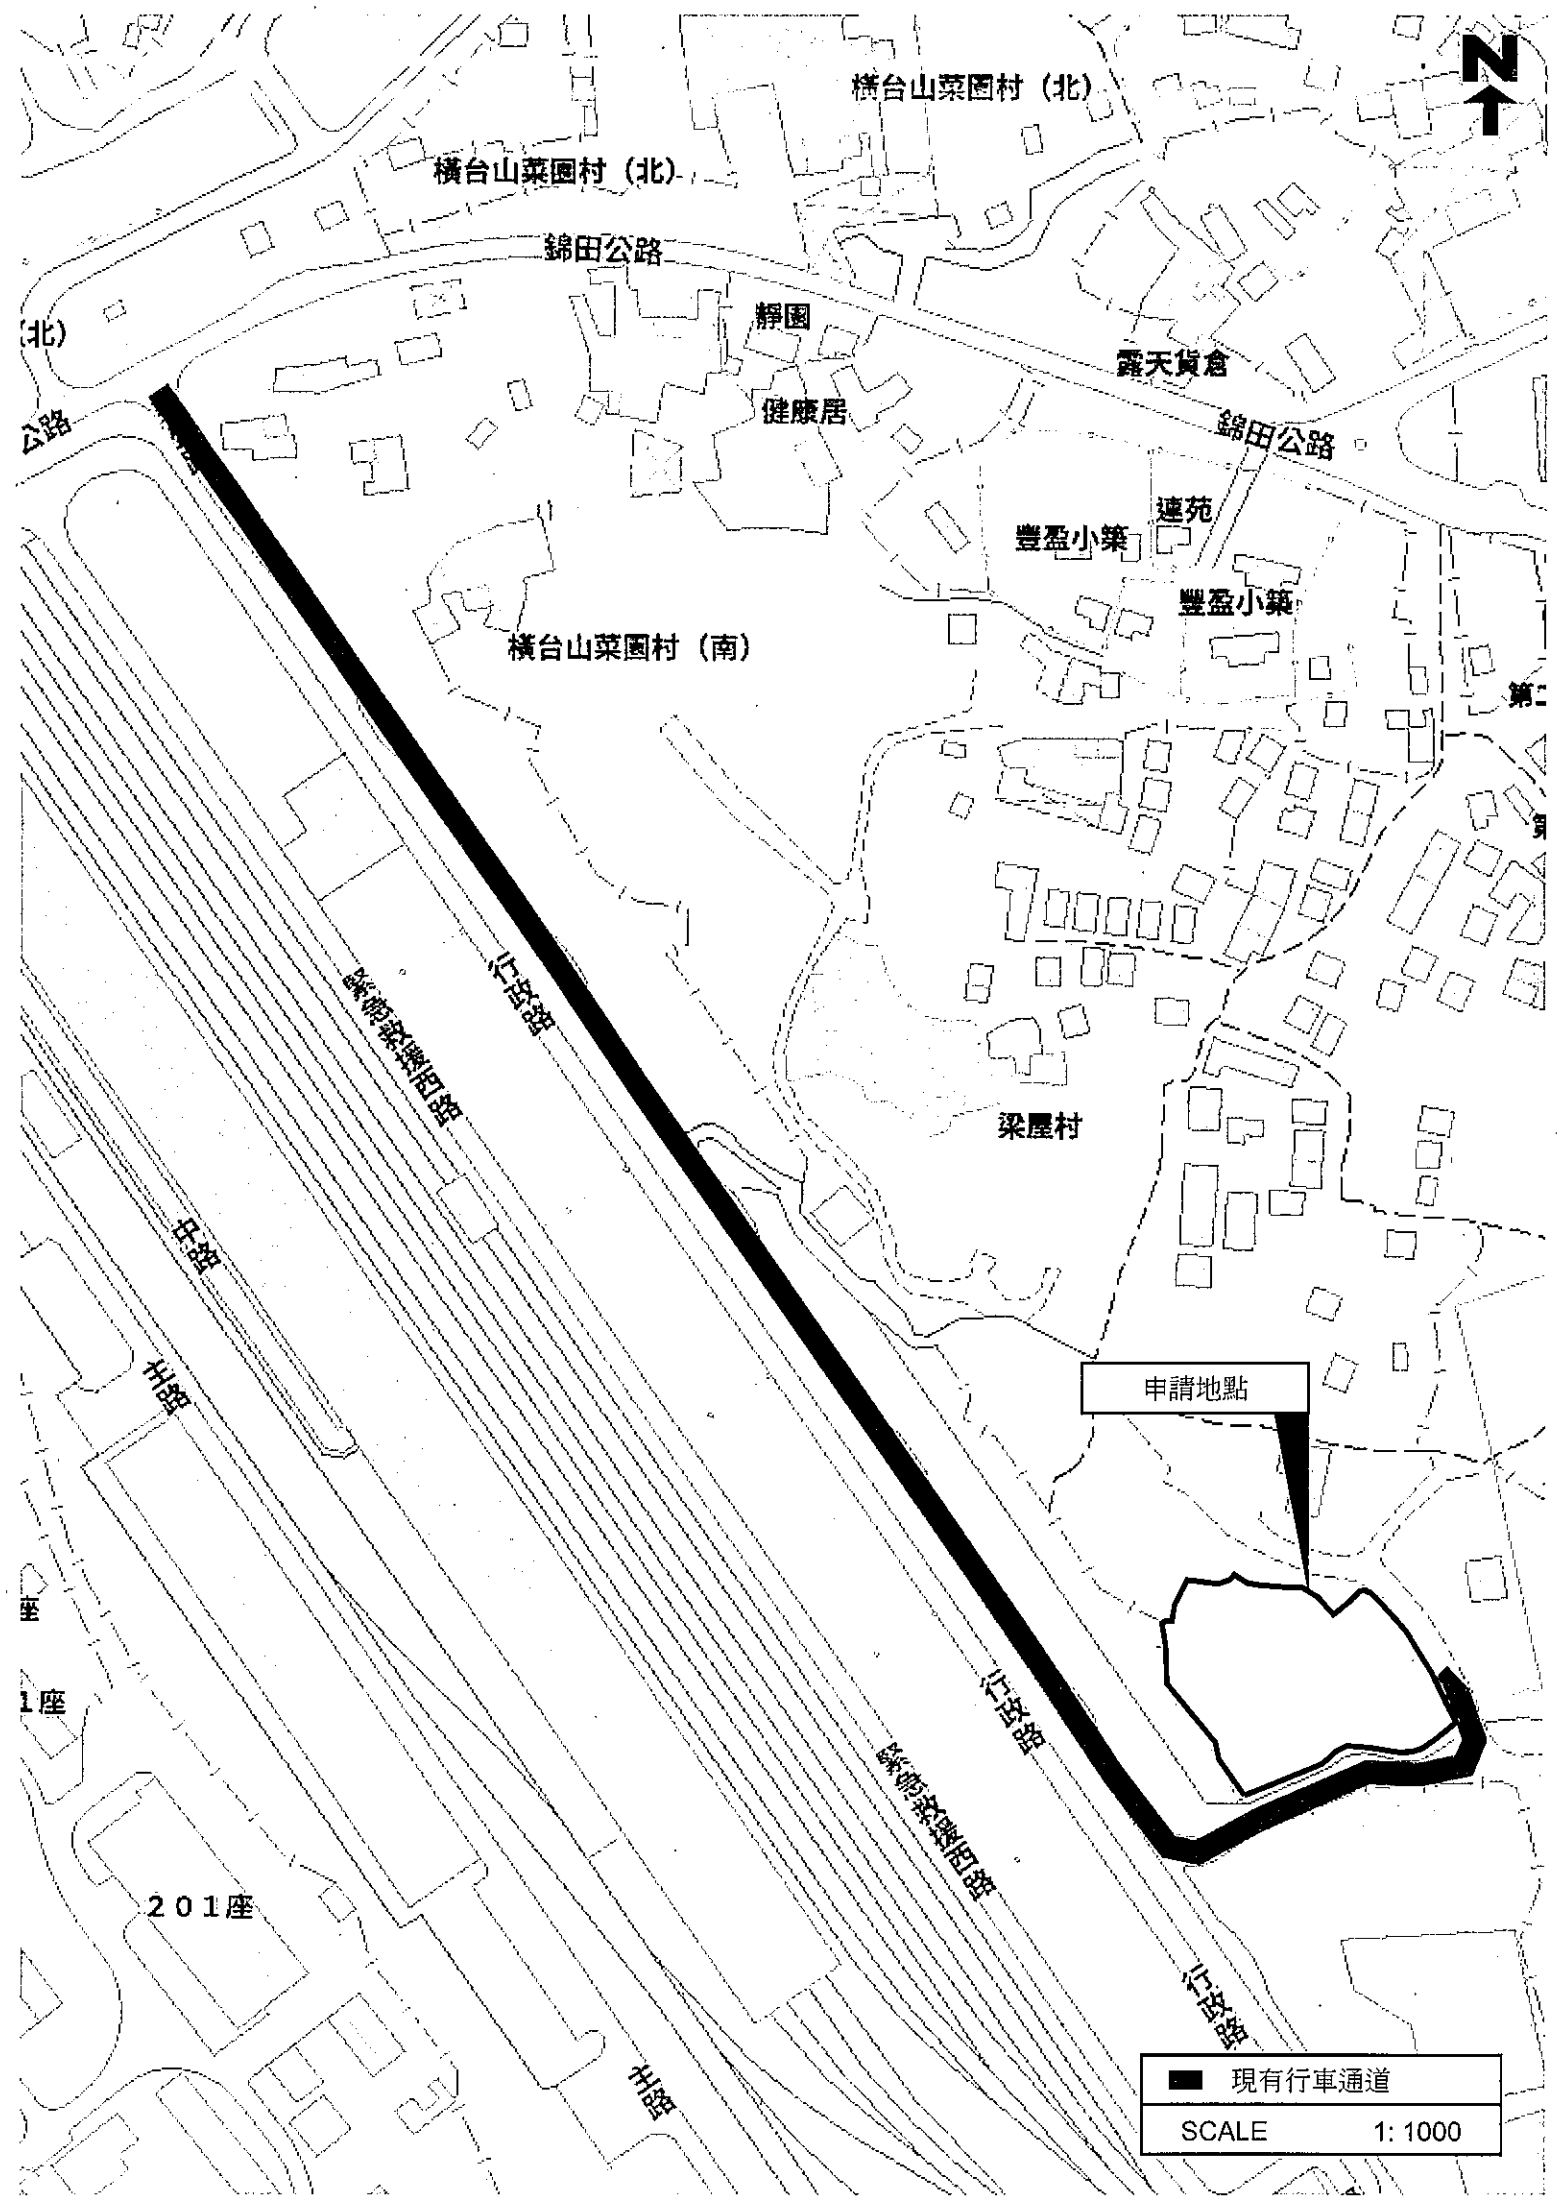 N
橫台山菜園村（北）
橫台山菜園村（北）
錦田公路
靜園
（北）
露天貨倉
健康居
公路
錦田公路
連苑
豐盈小築
豐盈小築
橫台山菜園村（南）
第二
行政路
緊急救援西路
梁屋村
中路
主路
申請地點
座
1座
行政路
緊急救援西路
201座
行政路
主路
現有行車通道
SCALE 1: 1000